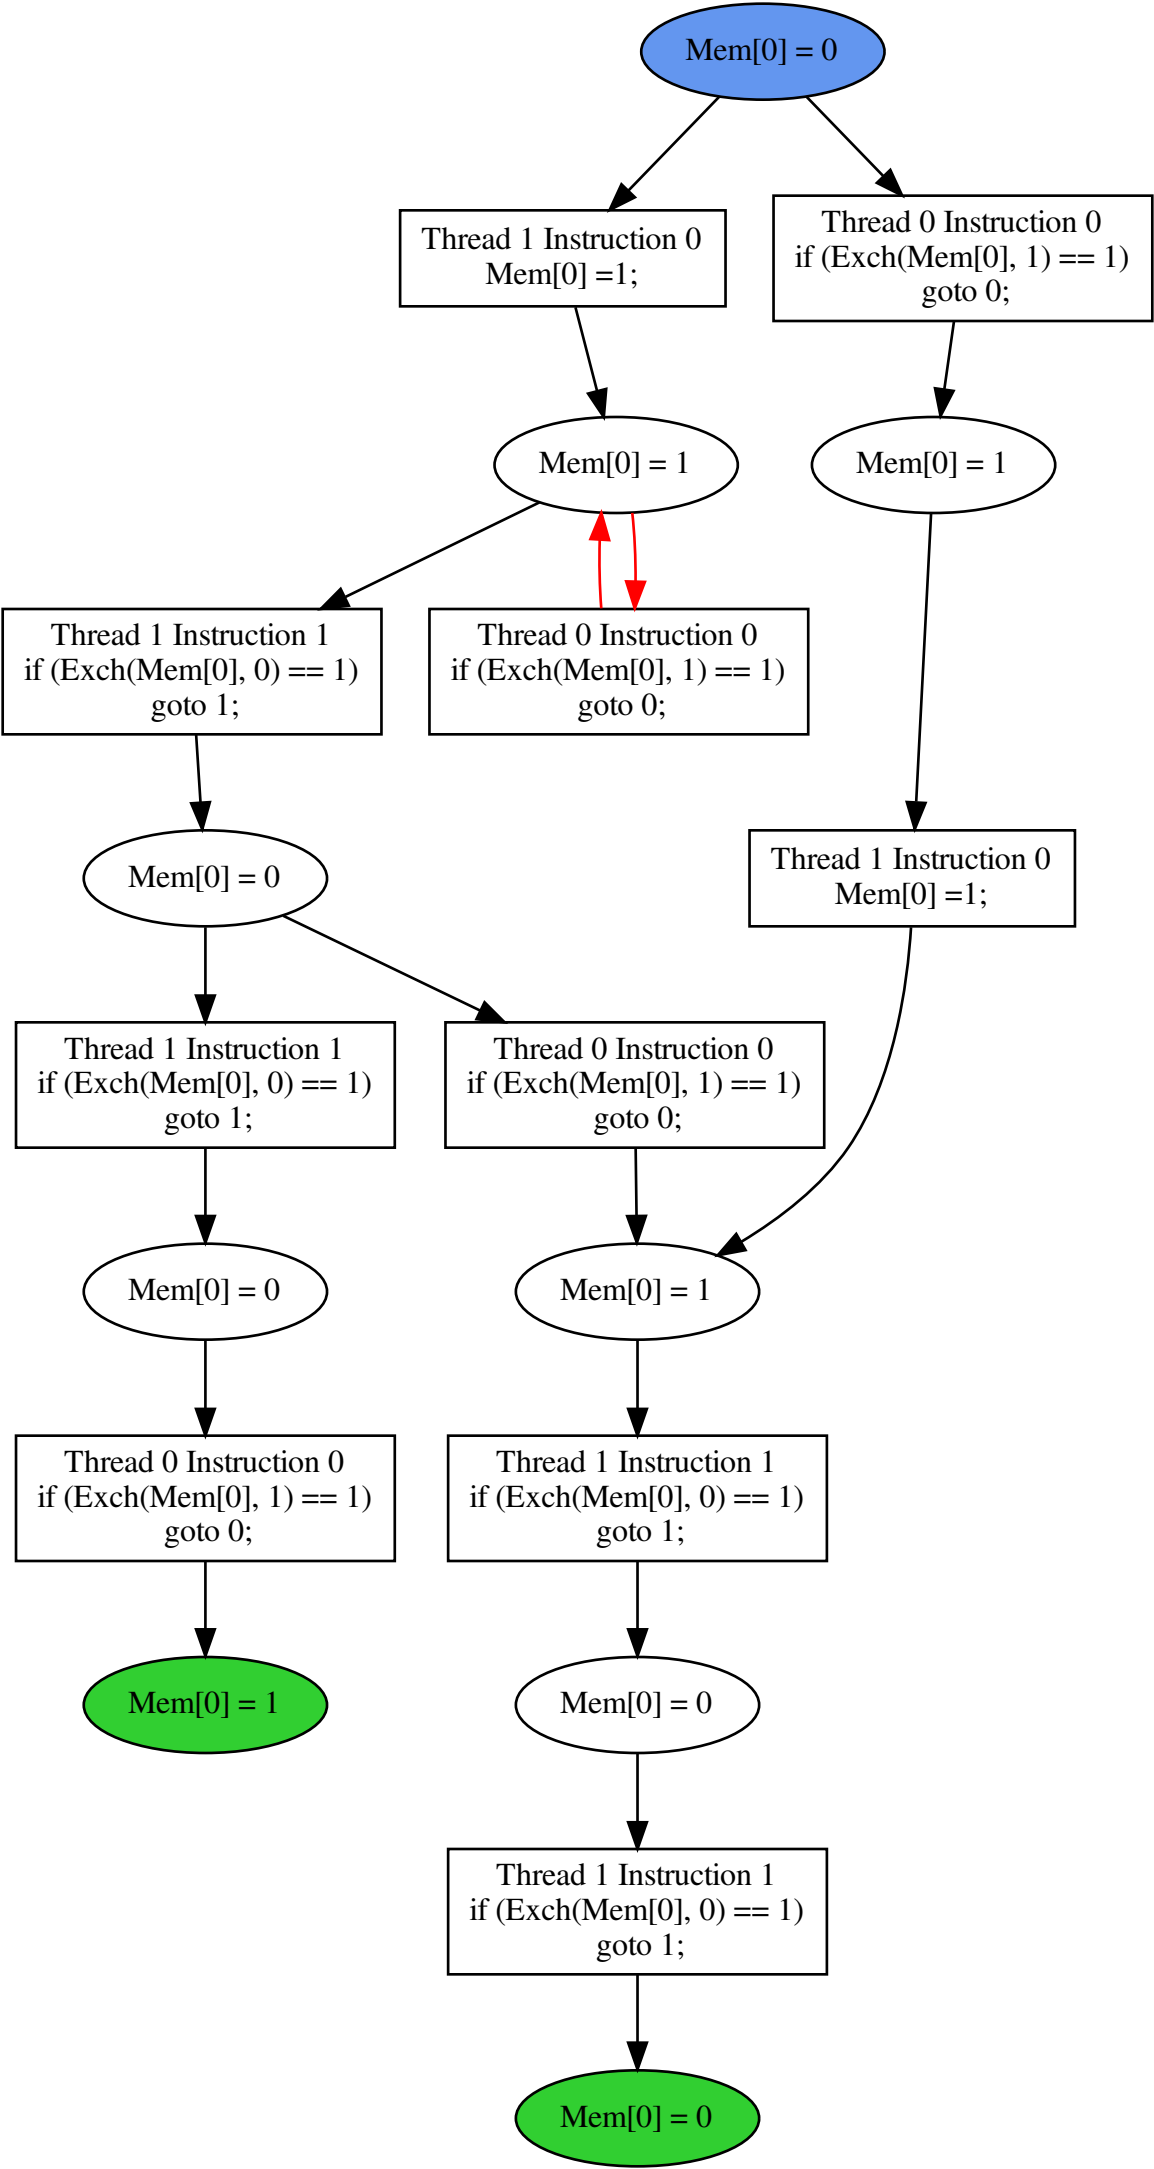 Mem[0] = 0
Thread 1 Instruction 0
Mem[0] =1;
Thread 0 Instruction 0
if (Exch(Mem[0], 1) == 1)
goto 0;
Mem[0] = 1
Mem[0] = 1
Thread 1 Instruction 1
if (Exch(Mem[0], 0) == 1)
goto 1;
Thread 0 Instruction 0
if (Exch(Mem[0], 1) == 1)
goto 0;
Mem[0] = 0
Thread 1 Instruction 0
Mem[0] =1;
Thread 1 Instruction 1
if (Exch(Mem[0], 0) == 1)
goto 1;
Thread 0 Instruction 0
if (Exch(Mem[0], 1) == 1)
goto 0;
Mem[0] = 0
Mem[0] = 1
Thread 0 Instruction 0
if (Exch(Mem[0], 1) == 1)
goto 0;
Thread 1 Instruction 1
if (Exch(Mem[0], 0) == 1)
goto 1;
Mem[0] = 1
Mem[0] = 0
Thread 1 Instruction 1
if (Exch(Mem[0], 0) == 1)
goto 1;
Mem[0] = 0